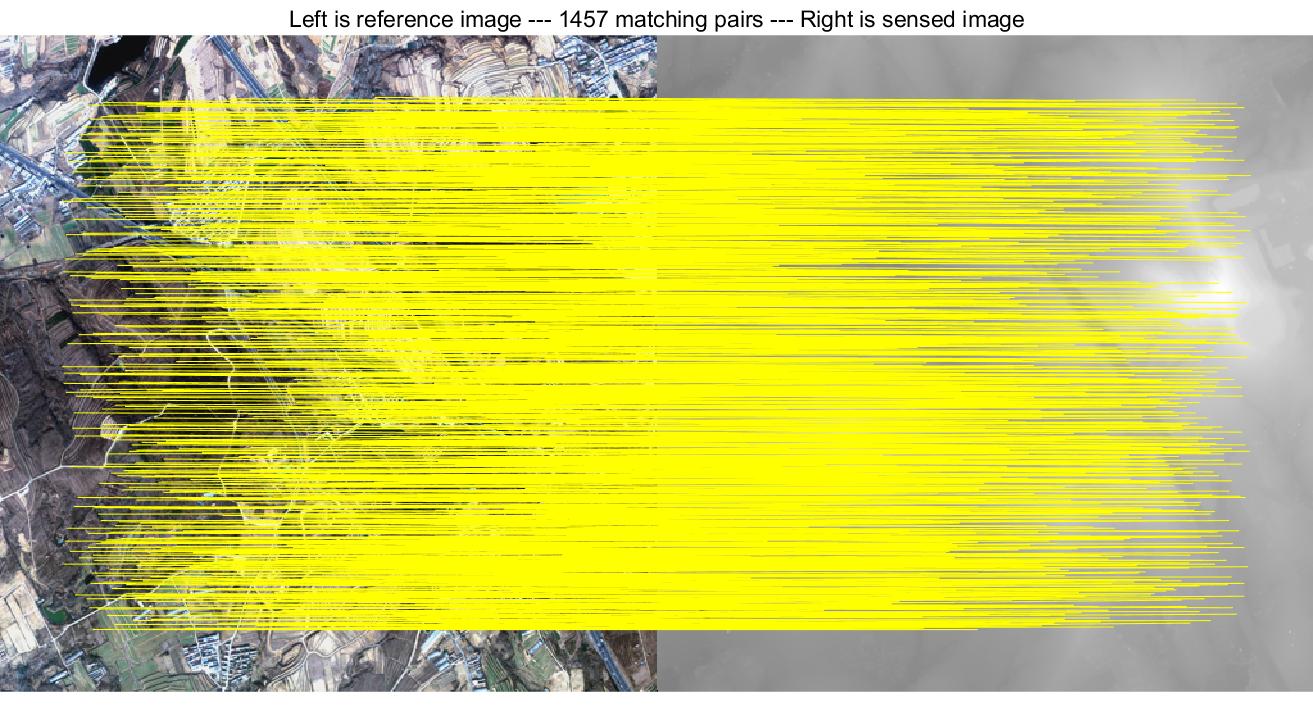 Left is reference image --- 1457 matching pairs --- Right is sensed image